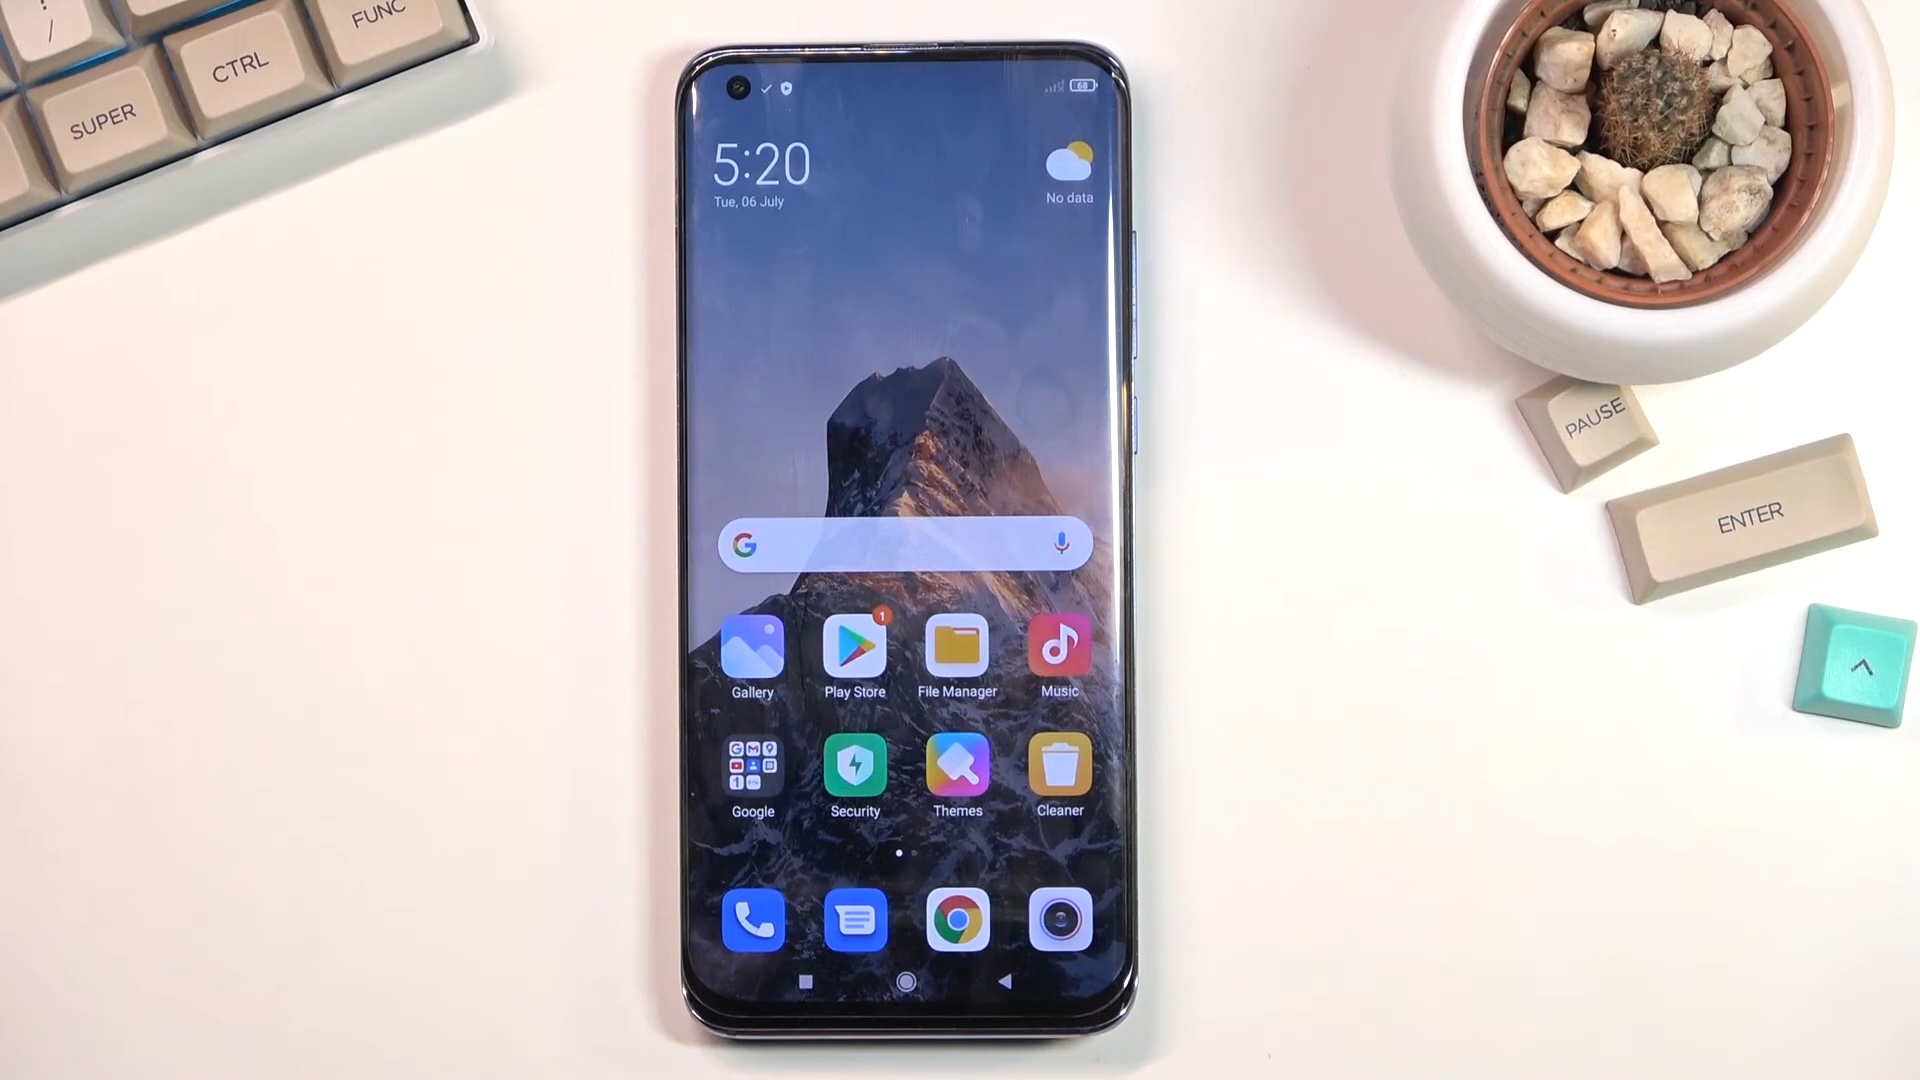 !
/
SUPER
CTRL
FUNC
68
5:20
Tue, 06 July
No data
G
1
Gallery
Play Store
File Manager
Music
Google
Security
Themes
Cleaner
PAUSE
ENTER